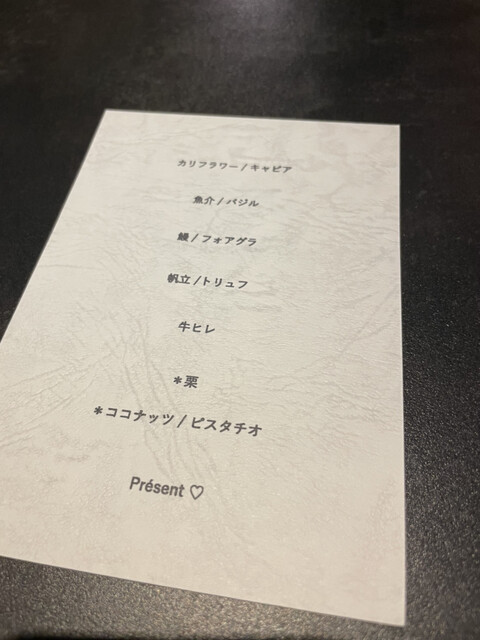 カリフラワー / キャビア
魚介 / バジル
鰻 / フォアグラ
帆立 / トリュフ
牛ヒレ
＊栗
＊ココナッツ / ピスタチオ
Présent ♡